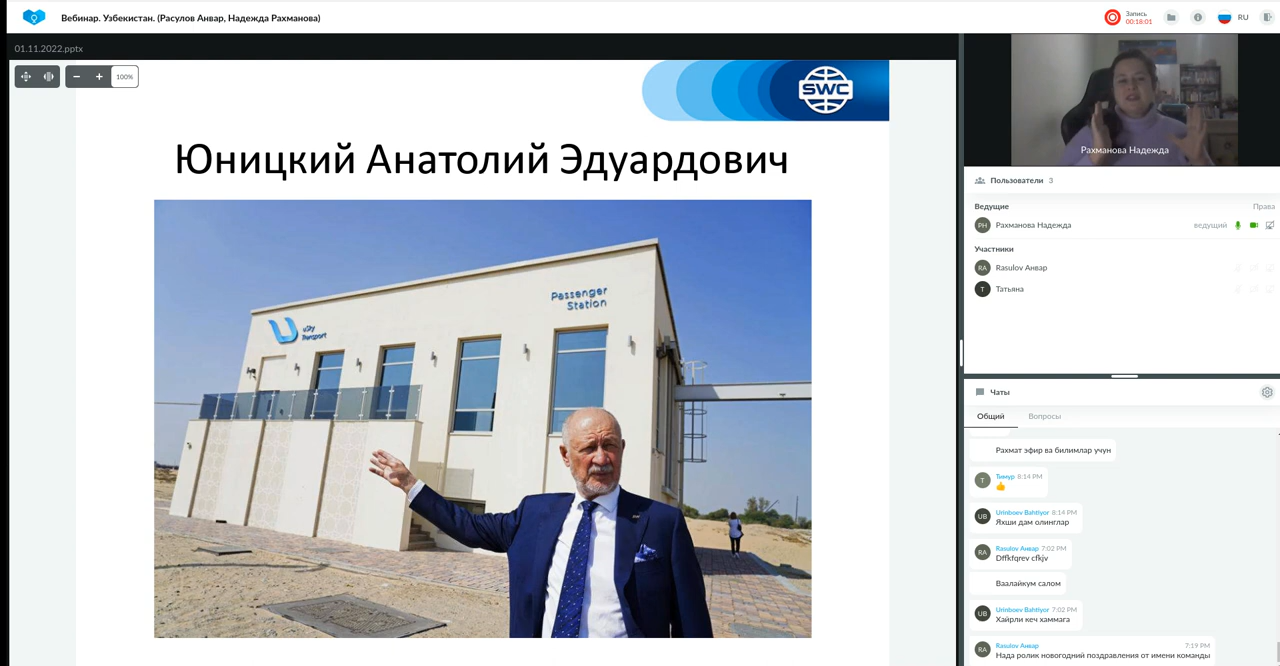 Вебинар. Узбекистан. (Расулов Анвар, Надежда Рахманова)
Запись
00:18:01
RU
01.11.2022.pptx
100%
SWC
Юницкий Анатолий Эдуардович
Passenger
Station
uSky
Transport
Рахманова Надежда
Пользователи 3
Ведущие
Права
РН Рахманова Надежда
ведущий
Участники
RA Rasulov Анвар
Т Татьяна
Чаты
Общий
Вопросы
Рахмат эфир ва билимлар учун
Т Тимур 8:14 PM
UB Urinboev Bahtiyor 8:14 PM
Яхши дам олинглар
RA Rasulov Анвар 7:02 PM
Dffkfqrev cfkjv
Ваалайкум салом
UB Urinboev Bahtiyor 7:02 PM
Хайрли кеч хаммага
RA Rasulov Анвар 7:19 PM
Нада ролик новогодний поздравления от имени команды